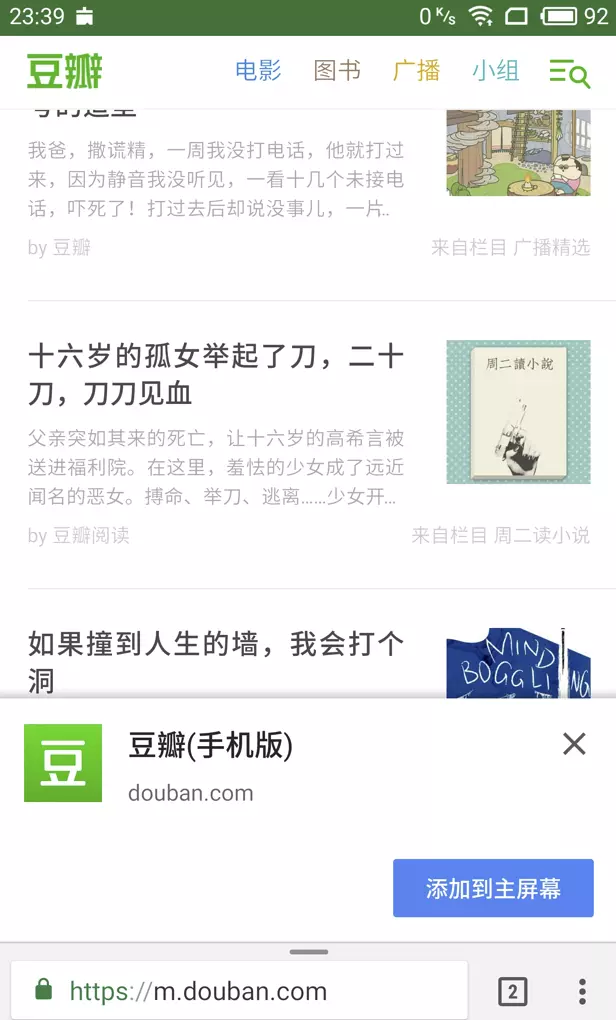 23:39
0 K/s
92
豆瓣
电影 图书 广播 小组
我爸，撒谎精，一周我没打电话，他就打过
来，因为静音我没听见，一看十几个未接电
话，吓死了！打过去后却说没事儿，一片..
by 豆瓣
来自栏目 广播精选
十六岁的孤女举起了刀，二十
刀，刀刀见血
周二讀小說
父亲突如其来的死亡，让十六岁的高希言被
送进福利院。在这里，羞怯的少女成了远近
闻名的恶女。搏命、举刀、逃离……少女开...
by 豆瓣阅读
来自栏目 周二读小说
如果撞到人生的墙，我会打个
洞
MIND
BOGGLING
豆
豆瓣(手机版)
douban.com
添加到主屏幕
https://m.douban.com
2